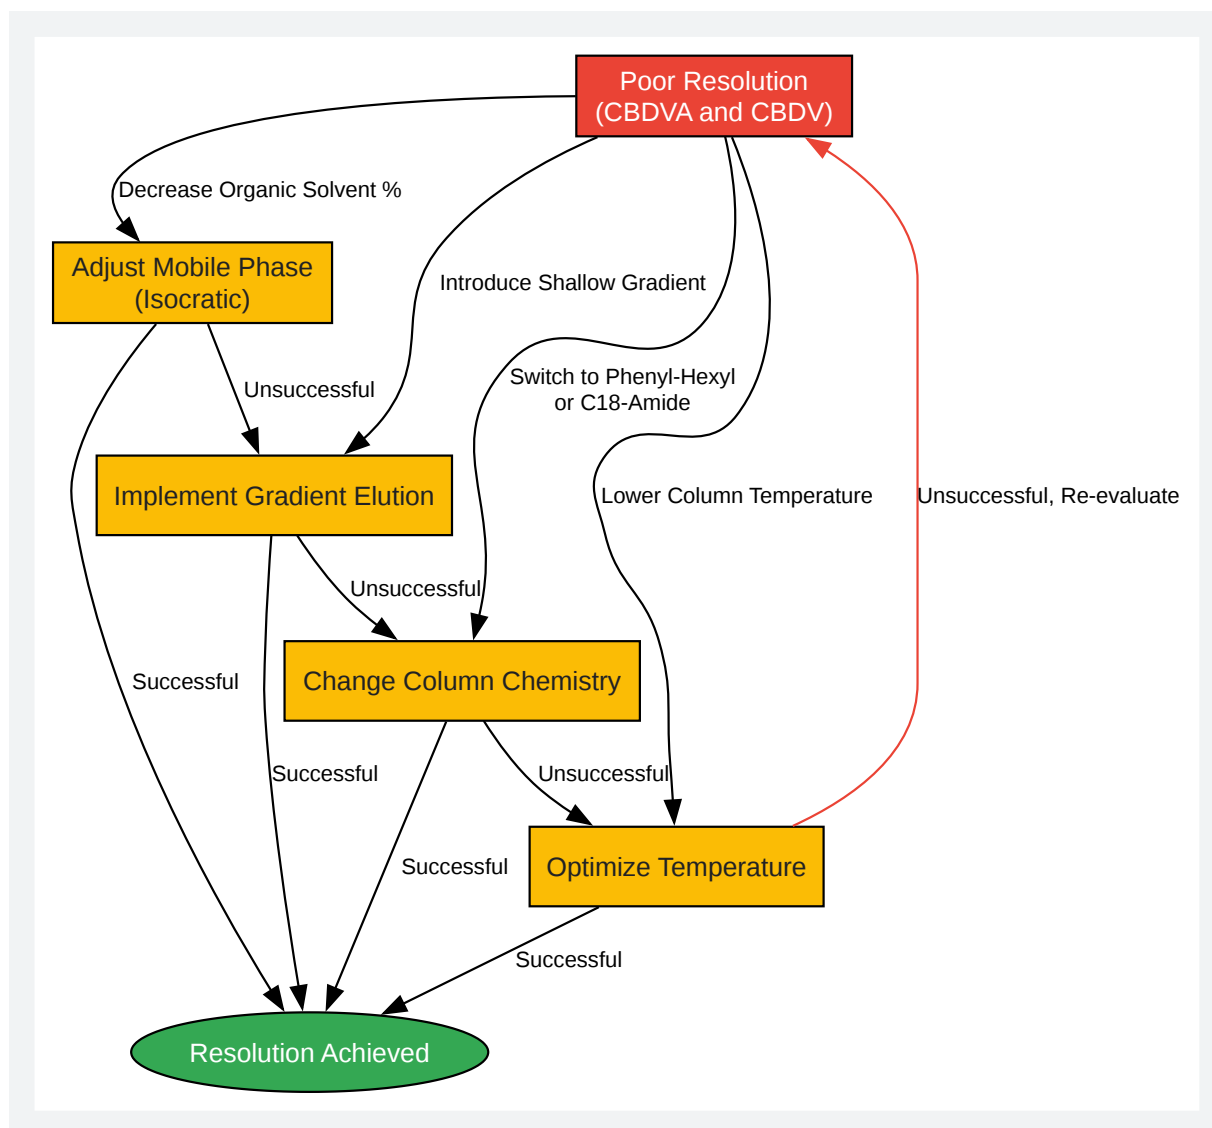 Poor Resolution
(CBDVA and CBDV)
Decrease Organic Solvent %
Adjust Mobile Phase
(Isocratic)
Introduce Shallow Gradient
Unsuccessful
Switch to Phenyl-Hexyl
or C18-Amide
Implement Gradient Elution
Lower Column Temperature
Unsuccessful, Re-evaluate
Unsuccessful
Successful
Change Column Chemistry
Successful
Unsuccessful
Successful
Optimize Temperature
Successful
Resolution Achieved